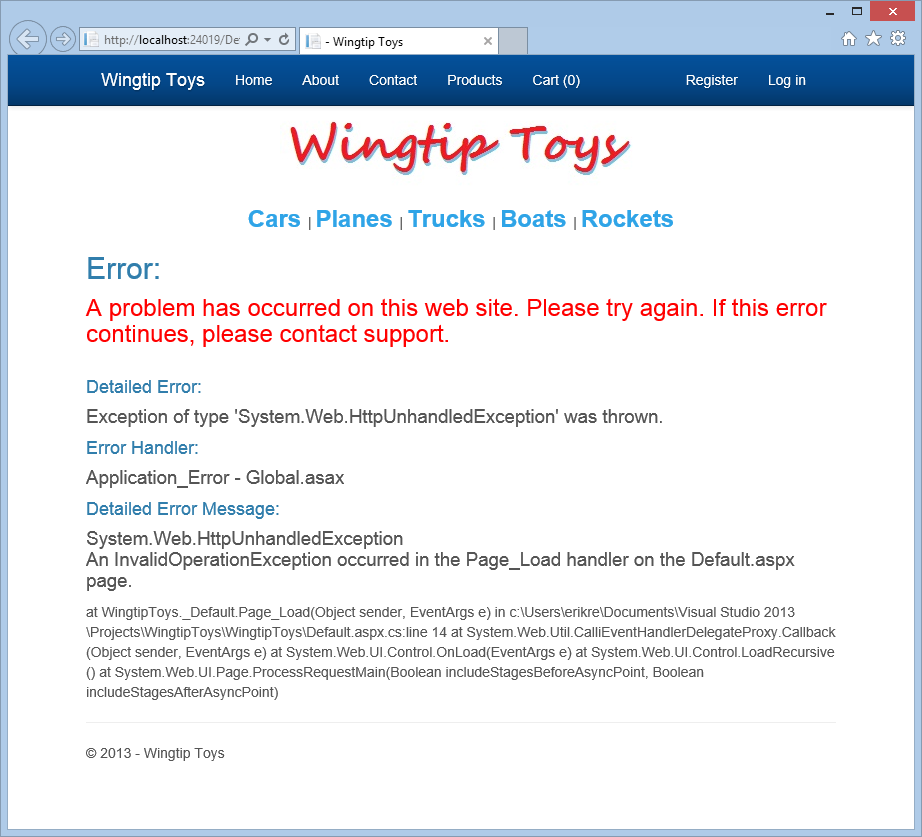 http://localhost:24019/De
- Wingtip Toys
Wingtip Toys Home About Contact Products Cart (0) Register Log in
Wingtip Toys
Cars | Planes | Trucks | Boats | Rockets
Error:
A problem has occurred on this web site. Please try again. If this error
continues, please contact support.
Detailed Error:
Exception of type 'System.Web.HttpUnhandledException' was thrown.
Error Handler:
Application_Error - Global.asax
Detailed Error Message:
System.Web.HttpUnhandledException
An InvalidOperationException occurred in the Page_Load handler on the Default.aspx
page.
at WingtipToys._Default.Page_Load(Object sender, EventArgs e) in c:\Users\erikre\Documents\Visual Studio 2013
\Projects\WingtipToys\WingtipToys\Default.aspx.cs:line 14 at System.Web.Util.CalliEventHandlerDelegateProxy.Callback
(Object sender, EventArgs e) at System.Web.UI.Control.OnLoad(EventArgs e) at System.Web.UI.Control.LoadRecursive
() at System.Web.UI.Page.ProcessRequestMain(Boolean includeStagesBeforeAsyncPoint, Boolean
includeStagesAfterAsyncPoint)
© 2013 - Wingtip Toys